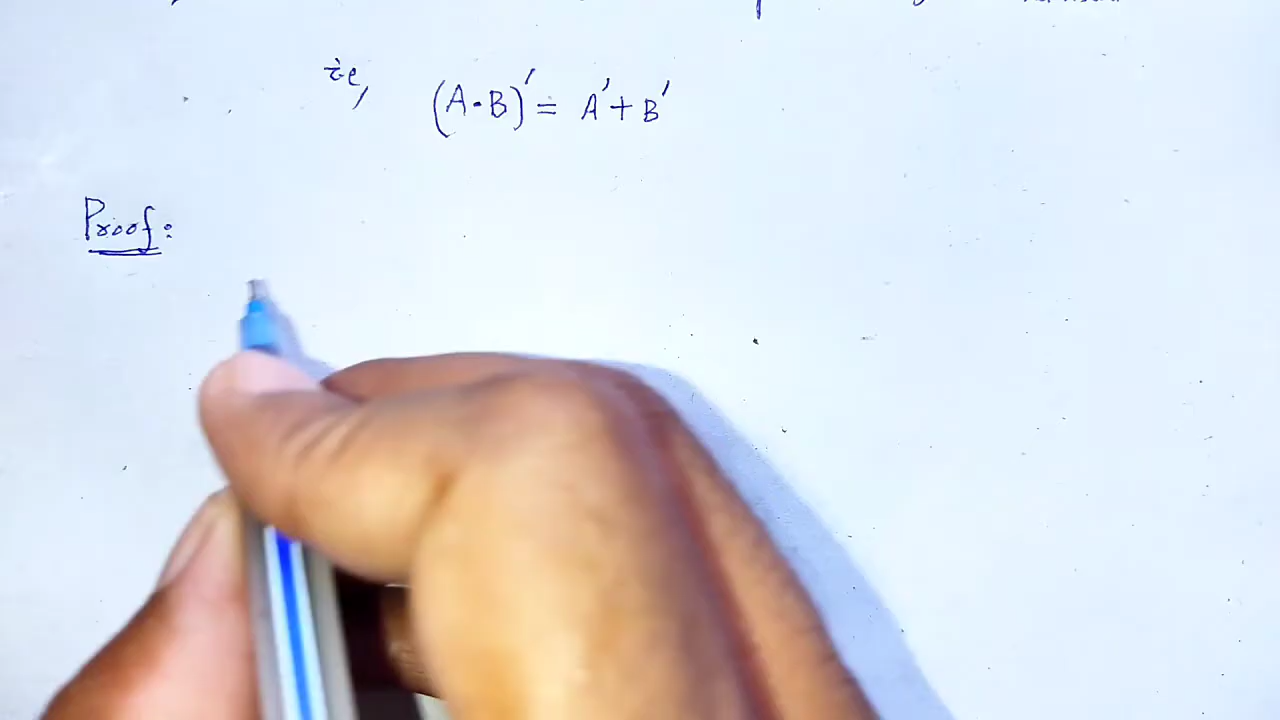 ie, (A·B)' = A' + B'
Proof: